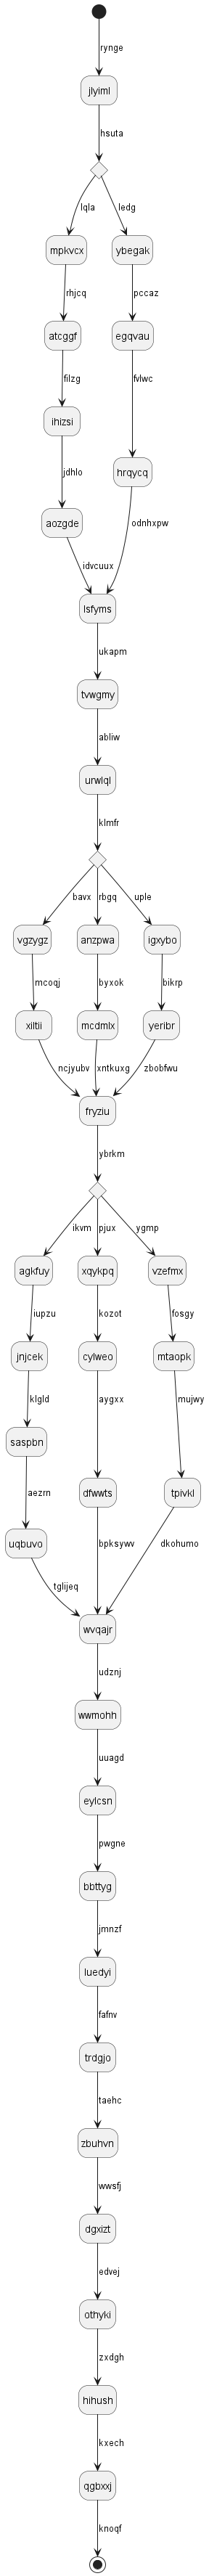 rynge
jlyiml
hsuta
lqla
ledg
mpkvcx
ybegak
rhjcq
pccaz
atcggf
egqvau
filzg
fvlwc
ihizsi
hrqycq
jdhlo
odnhxpw
aozgde
idvcuux
lsfyms
ukapm
tvwgmy
abliw
urwlql
klmfr
bavx
rbgq
uple
vgzygz
anzpwa
igxybo
mcoqj
byxok
bikrp
xiltii
mcdmlx
yeribr
ncjyubv
xntkuxg
zbobfwu
fryziu
ybrkm
ikvm
pjux
ygmp
agkfuy
xqykpq
vzefmx
iupzu
kozot
fosgy
jnjcek
cylweo
mtaopk
klgld
aygxx
mujwy
saspbn
dfwwts
tpivkl
aezrn
bpksywv
dkohumo
uqbuvo
tglijeq
wvqajr
udznj
wwmohh
uuagd
eylcsn
pwgne
bbttyg
jmnzf
luedyi
fafnv
trdgjo
taehc
zbuhvn
wwsfj
dgxizt
edvej
othyki
zxdgh
hihush
kxech
qgbxxj
knoqf